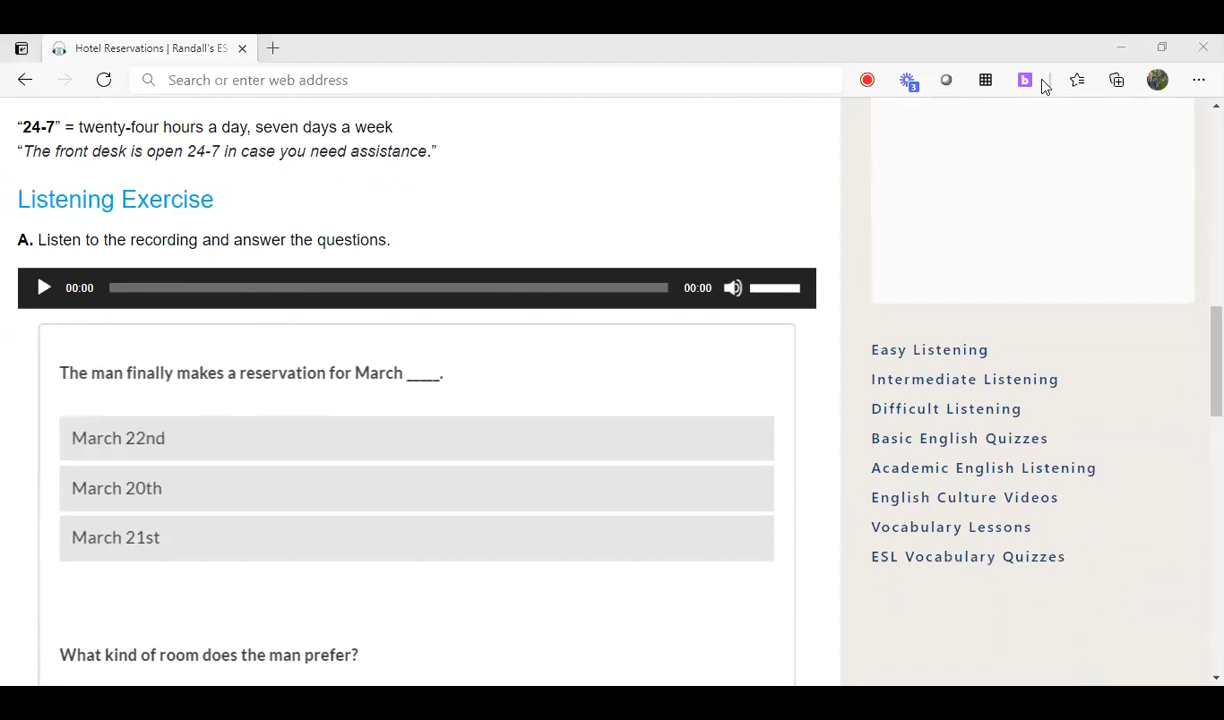 Hotel Reservations | Randall's ES
Search or enter web address
3
b
“24-7” = twenty-four hours a day, seven days a week
“The front desk is open 24-7 in case you need assistance.”
Listening Exercise
A. Listen to the recording and answer the questions.
00:00 00:00
The man finally makes a reservation for March _____.
March 22nd
March 20th
March 21st
What kind of room does the man prefer?
Easy Listening
Intermediate Listening
Difficult Listening
Basic English Quizzes
Academic English Listening
English Culture Videos
Vocabulary Lessons
ESL Vocabulary Quizzes